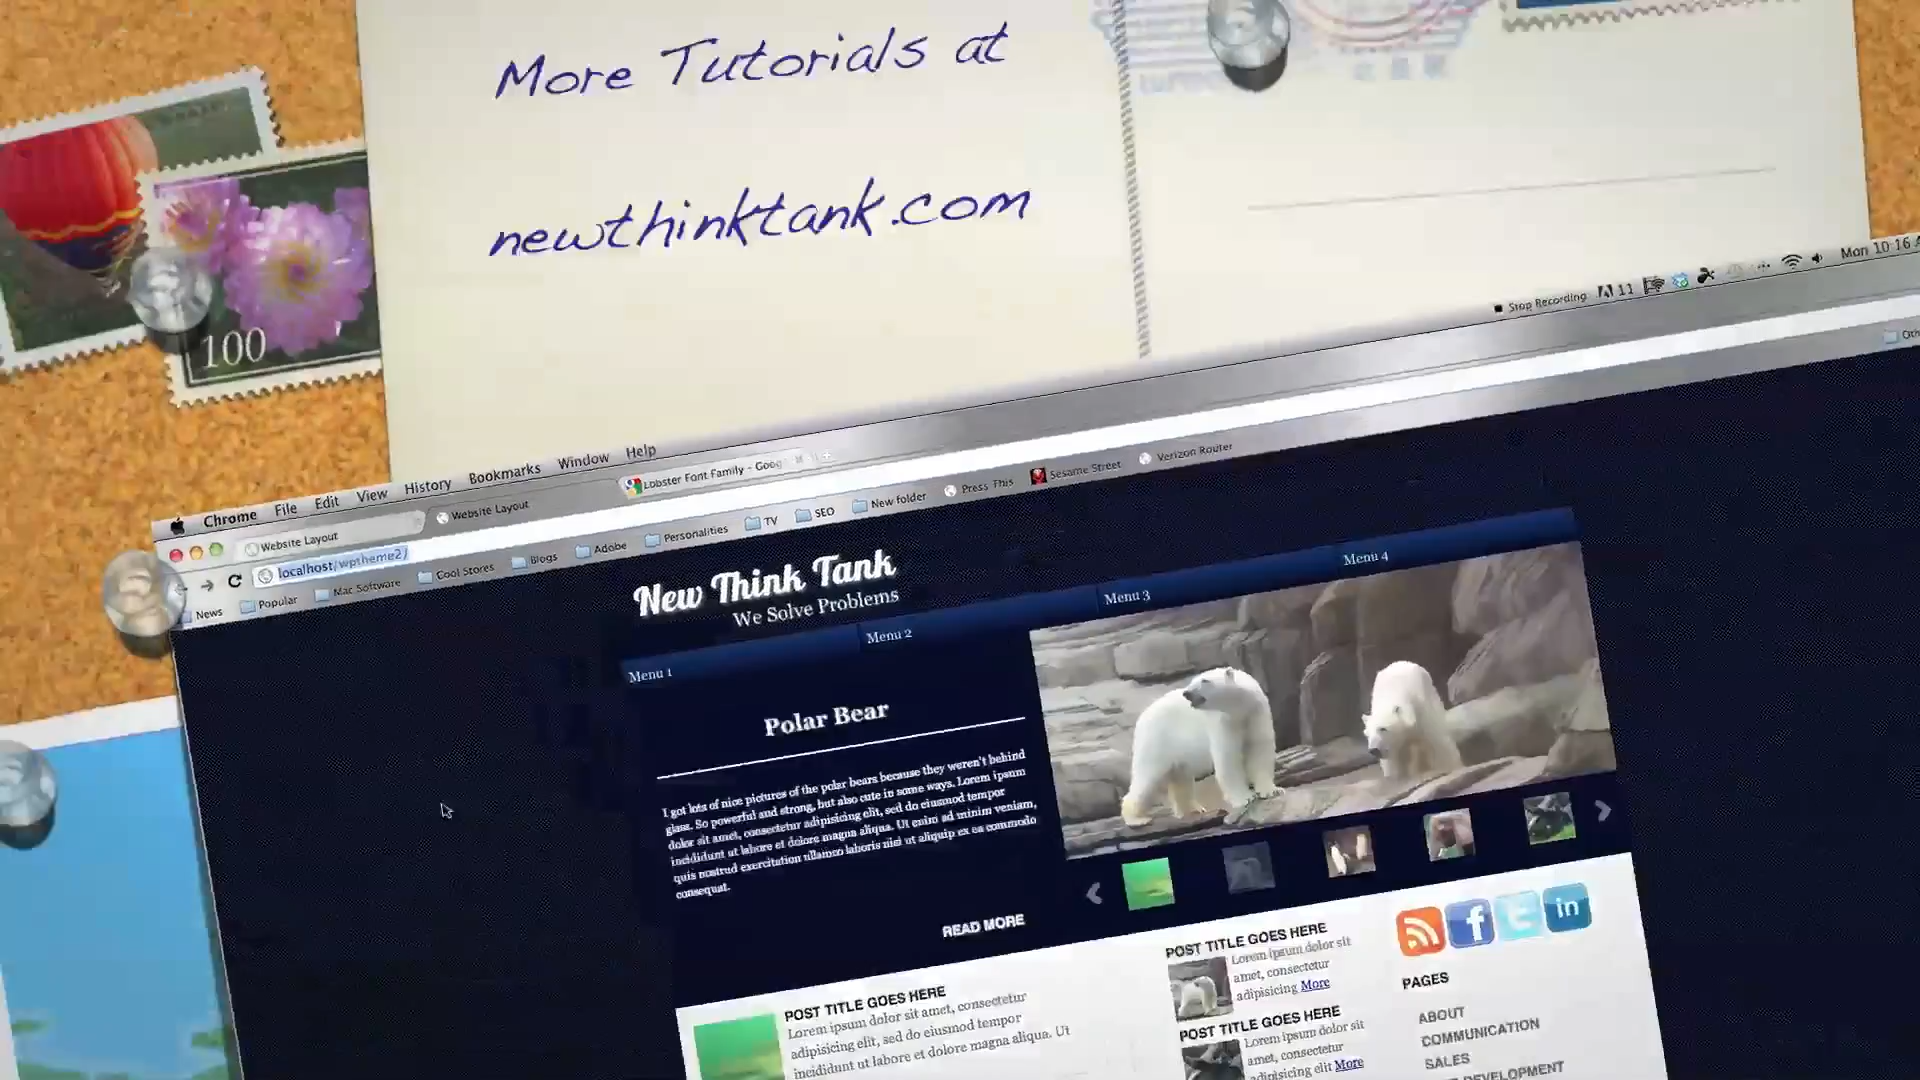 More Tutorials at
newthinktank.com
100
Stop Recording 11 Mon 10:16
Chrome File Edit View History Bookmarks Window Help
Website Layout
Website Layout
Lobster Font Family - Goog
localhost/wptheme2/
News Popular Mac Software Cool Stores Blogs Adobe Personalities TV SEO New folder Press This Sesame Street Verizon Router
New Think Tank
We Solve Problems
Menu 1 Menu 2 Menu 3 Menu 4
Polar Bear
I got lots of nice pictures of the polar bears because they weren't behind
glass. So powerful and strong, but also cute in some ways. Lorem ipsum
dolor sit amet, consectetur adipisicing elit, sed do eiusmod tempor
incididunt ut labore et dolore magna aliqua. Ut enim ad minim veniam,
quis nostrud exercitation ullamco laboris nisi ut aliquip ex ea commodo
consequat.
READ MORE
POST TITLE GOES HERE
Lorem ipsum dolor sit amet, consectetur
adipisicing elit, sed do eiusmod tempor
incididunt ut labore et dolore magna aliqua. Ut
POST TITLE GOES HERE
Lorem ipsum dolor sit
amet, consectetur
adipisicing More
POST TITLE GOES HERE
Lorem ipsum dolor sit
amet, consectetur
adipisicing elit More
f t in
PAGES
ABOUT
COMMUNICATION
SALES
DEVELOPMENT